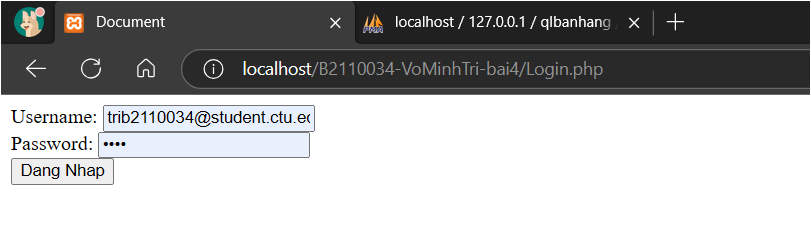 Document
localhost / 127.0.0.1 / qlbanhang
localhost/B2110034-VoMinhTri-bai4/Login.php
Username: trib2110034@student.ctu.ec
Password: ••••
Dang Nhap